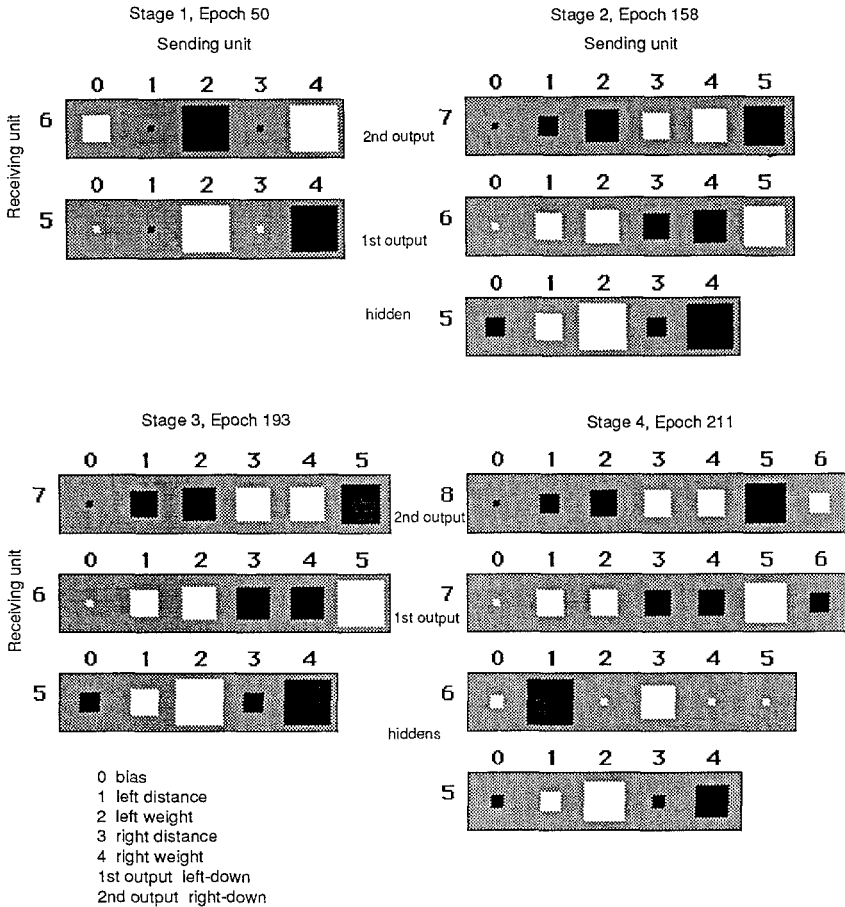 Stage 1, Epoch 50
Sending unit
0 1 2 3 4
6
0 1 2 3 4
5
Receiving unit
Stage 2, Epoch 158
Sending unit
0 1 2 3 4 5
2nd output 7
0 1 2 3 4 5
1st output 6
0 1 2 3 4
hidden 5
Stage 3, Epoch 193
0 1 2 3 4 5
7
0 1 2 3 4 5
6
0 1 2 3 4
5
Receiving unit
Stage 4, Epoch 211
0 1 2 3 4 5 6
8
2nd output
0 1 2 3 4 5 6
7
1st output
0 1 2 3 4 5
6
hiddens
0 1 2 3 4
5
0 bias
1 left distance
2 left weight
3 right distance
4 right weight
1st output left-down
2nd output right-down